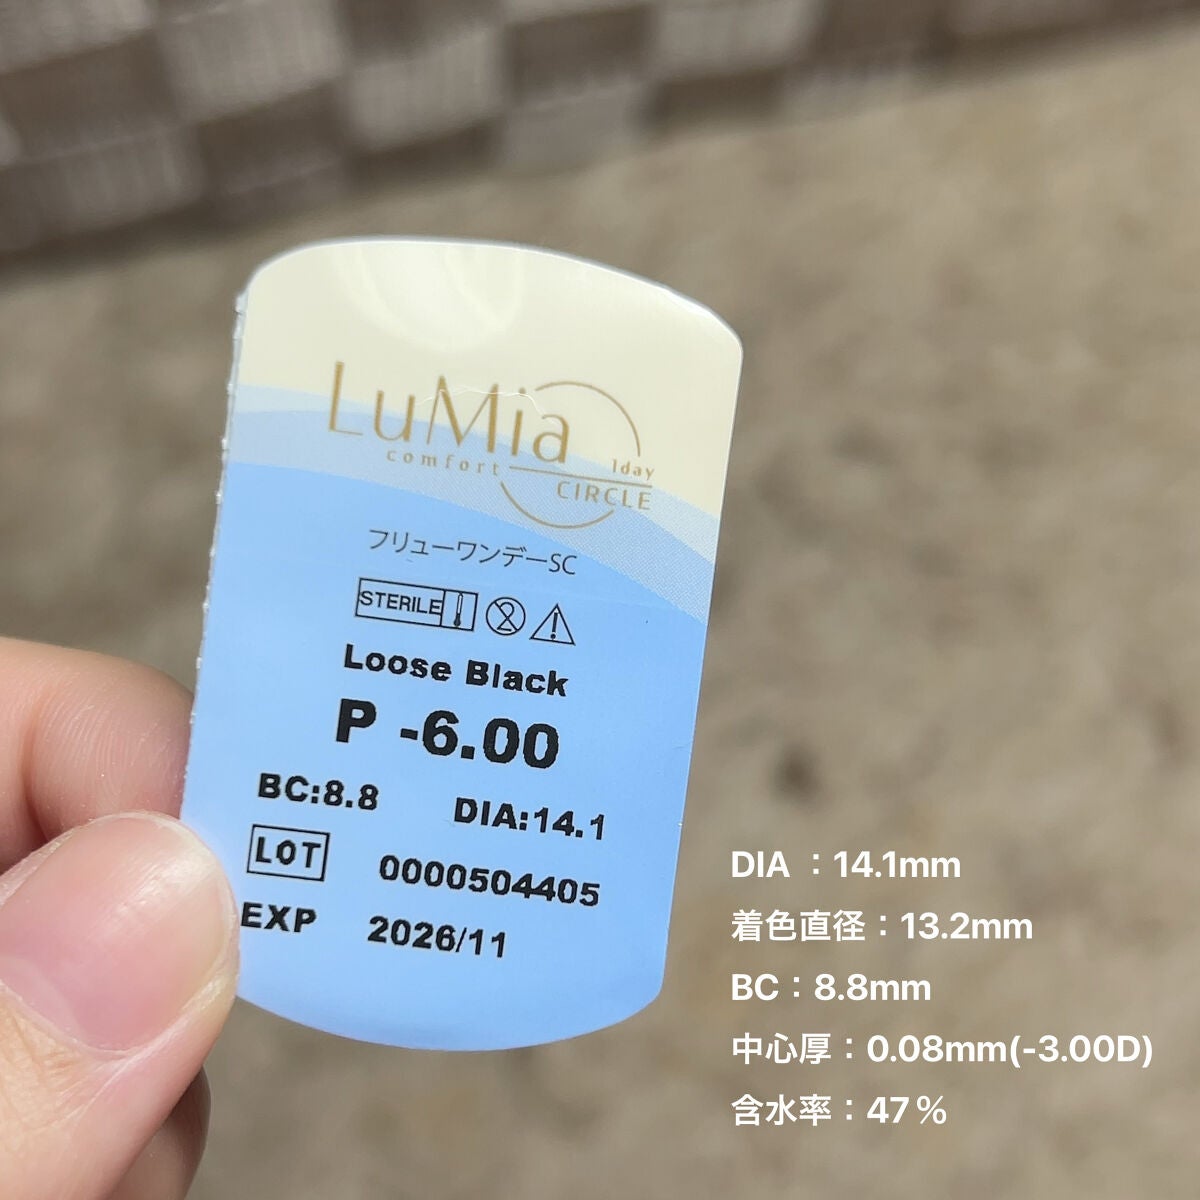 LuMia
comfort 1day
CIRCLE
フリューワンデーSC
STERILE
2
Loose Black
P -6.00
BC:8.8 DIA:14.1
LOT 0000504405
EXP 2026/11
DIA：14.1mm
着色直径：13.2mm
BC：8.8mm
中心厚：0.08mm(-3.00D)
含水率：47％